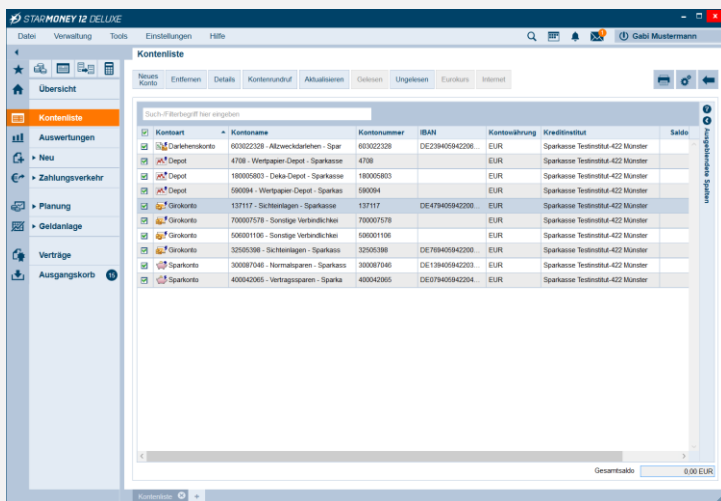 STARMONEY 12 DELUXE
Datei Verwaltung Tools Einstellungen Hilfe Gabi Mustermann
Kontenliste
Neues Konto Entfernen Details Kontenrundruf Aktualisieren Gelesen Ungelesen Eurokurs Internet
Übersicht
Kontenliste
Auswertungen
Neu
Zahlungsverkehr
Planung
Geldanlage
Verträge
Ausgangskorb 15
Such-/Filterbegriff hier eingeben
Kontoart Kontoname Kontonummer IBAN Kontowährung Kreditinstitut Saldo
Darlehenskonto 603022328 - Allzweckdarlehen - Spar 603022328 DE239405942206... EUR Sparkasse Testinstitut-422 Münster
Depot 4708 - Wertpapier-Depot - Sparkasse 4708 EUR Sparkasse Testinstitut-422 Münster
Depot 180005803 - Deka-Depot - Sparkasse 180005803 EUR Sparkasse Testinstitut-422 Münster
Depot 590094 - Wertpapier-Depot - Sparkas 590094 EUR Sparkasse Testinstitut-422 Münster
Girokonto 137117 - Sichteinlagen - Sparkasse 137117 DE479405942200... EUR Sparkasse Testinstitut-422 Münster
Girokonto 700007578 - Sonstige Verbindlichkei 700007578 EUR Sparkasse Testinstitut-422 Münster
Girokonto 506001106 - Sonstige Verbindlichkei 506001106 EUR Sparkasse Testinstitut-422 Münster
Girokonto 32505398 - Sichteinlagen - Sparkass 32505398 DE769405942200... EUR Sparkasse Testinstitut-422 Münster
Sparkonto 300087046 - Normalsparen - Sparkass 300087046 DE139405942203... EUR Sparkasse Testinstitut-422 Münster
Sparkonto 400042065 - Vertragssparen - Sparka 400042065 DE079405942204... EUR Sparkasse Testinstitut-422 Münster
Ausgeblendete Spalten
Gesamtsaldo 0,00 EUR
Kontenliste